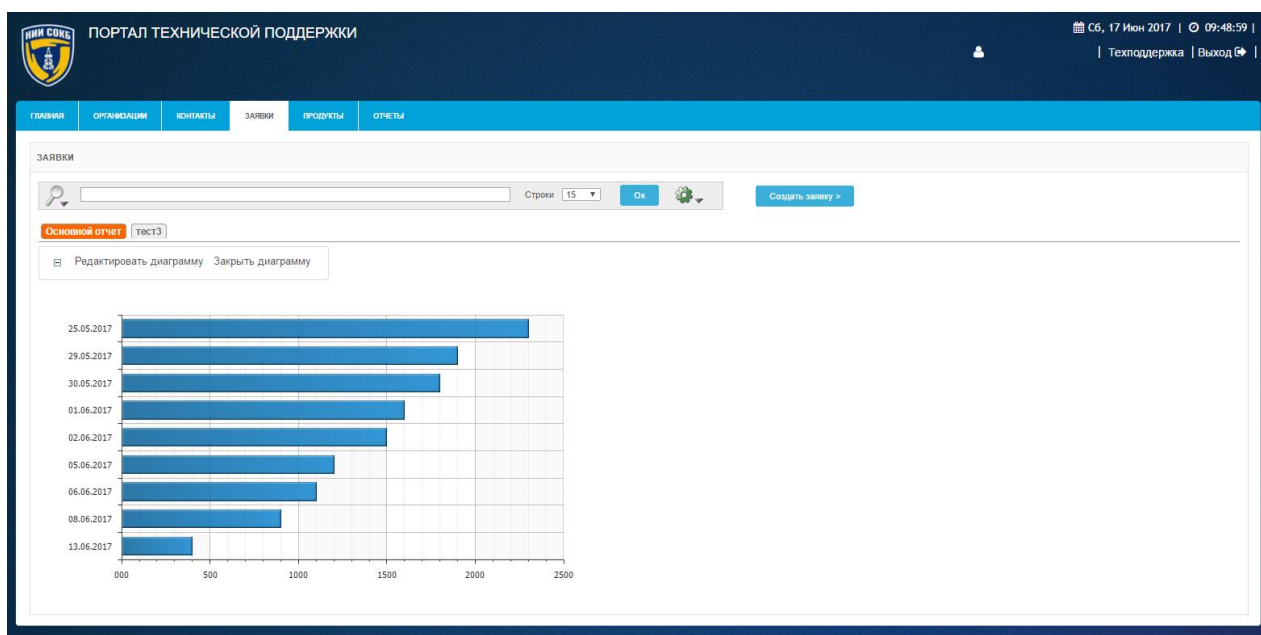 НИИ СОКБ
ПОРТАЛ ТЕХНИЧЕСКОЙ ПОДДЕРЖКИ
Сб, 17 Июн 2017 | 09:48:59 |
| Техподдержка | Выход |
ГЛАВНАЯ ОРГАНИЗАЦИИ КОНТАКТЫ ЗАЯВКИ ПРОДУКТЫ ОТЧЕТЫ
ЗАЯВКИ
Строки 15 Ок Создать заявку >
Основной отчет тест3
Редактировать диаграмму Закрыть диаграмму
25.05.2017
29.05.2017
30.05.2017
01.06.2017
02.06.2017
05.06.2017
06.06.2017
08.06.2017
13.06.2017
000 500 1000 1500 2000 2500